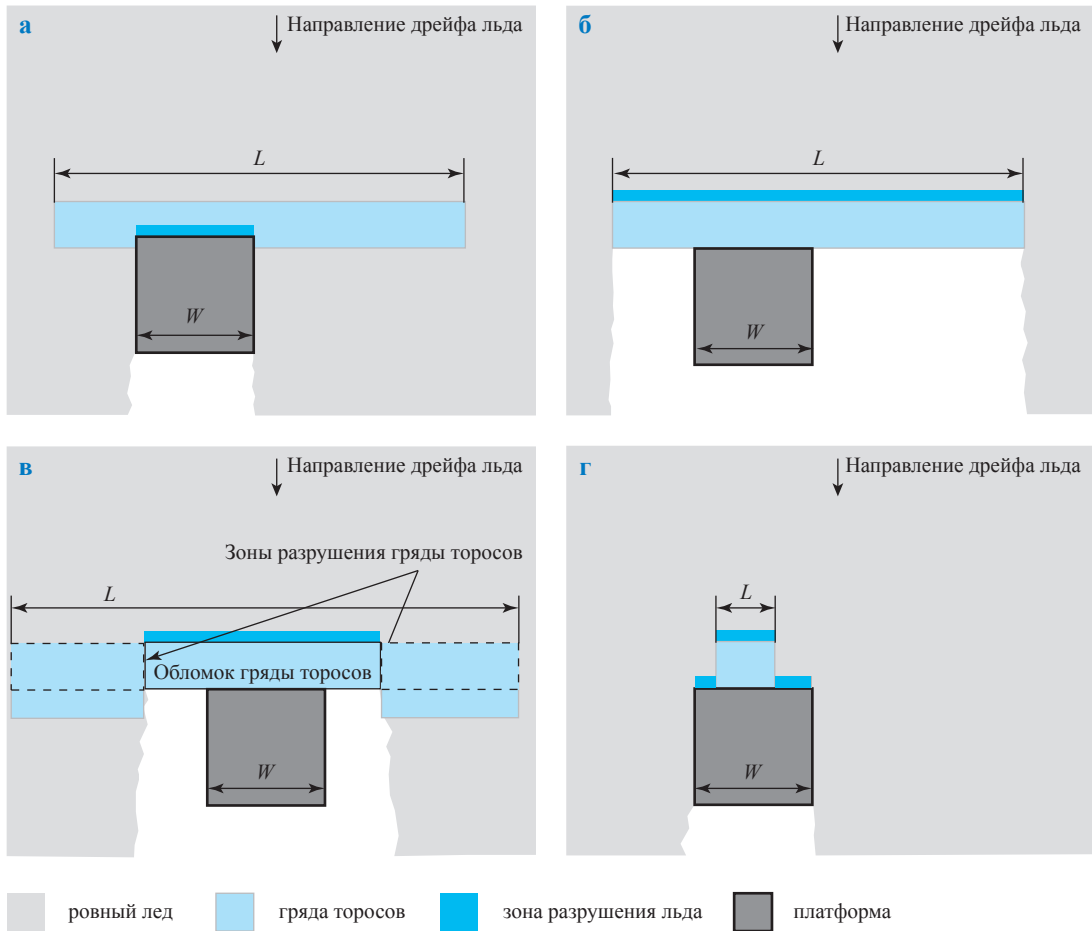 а
Направление дрейфа льда
L
W
б
Направление дрейфа льда
L
W
в
Направление дрейфа льда
Зоны разрушения гряды торосов
L
Обломок гряды торосов
W
г
Направление дрейфа льда
L
W
ровный лед
гряда торосов
зона разрушения льда
платформа